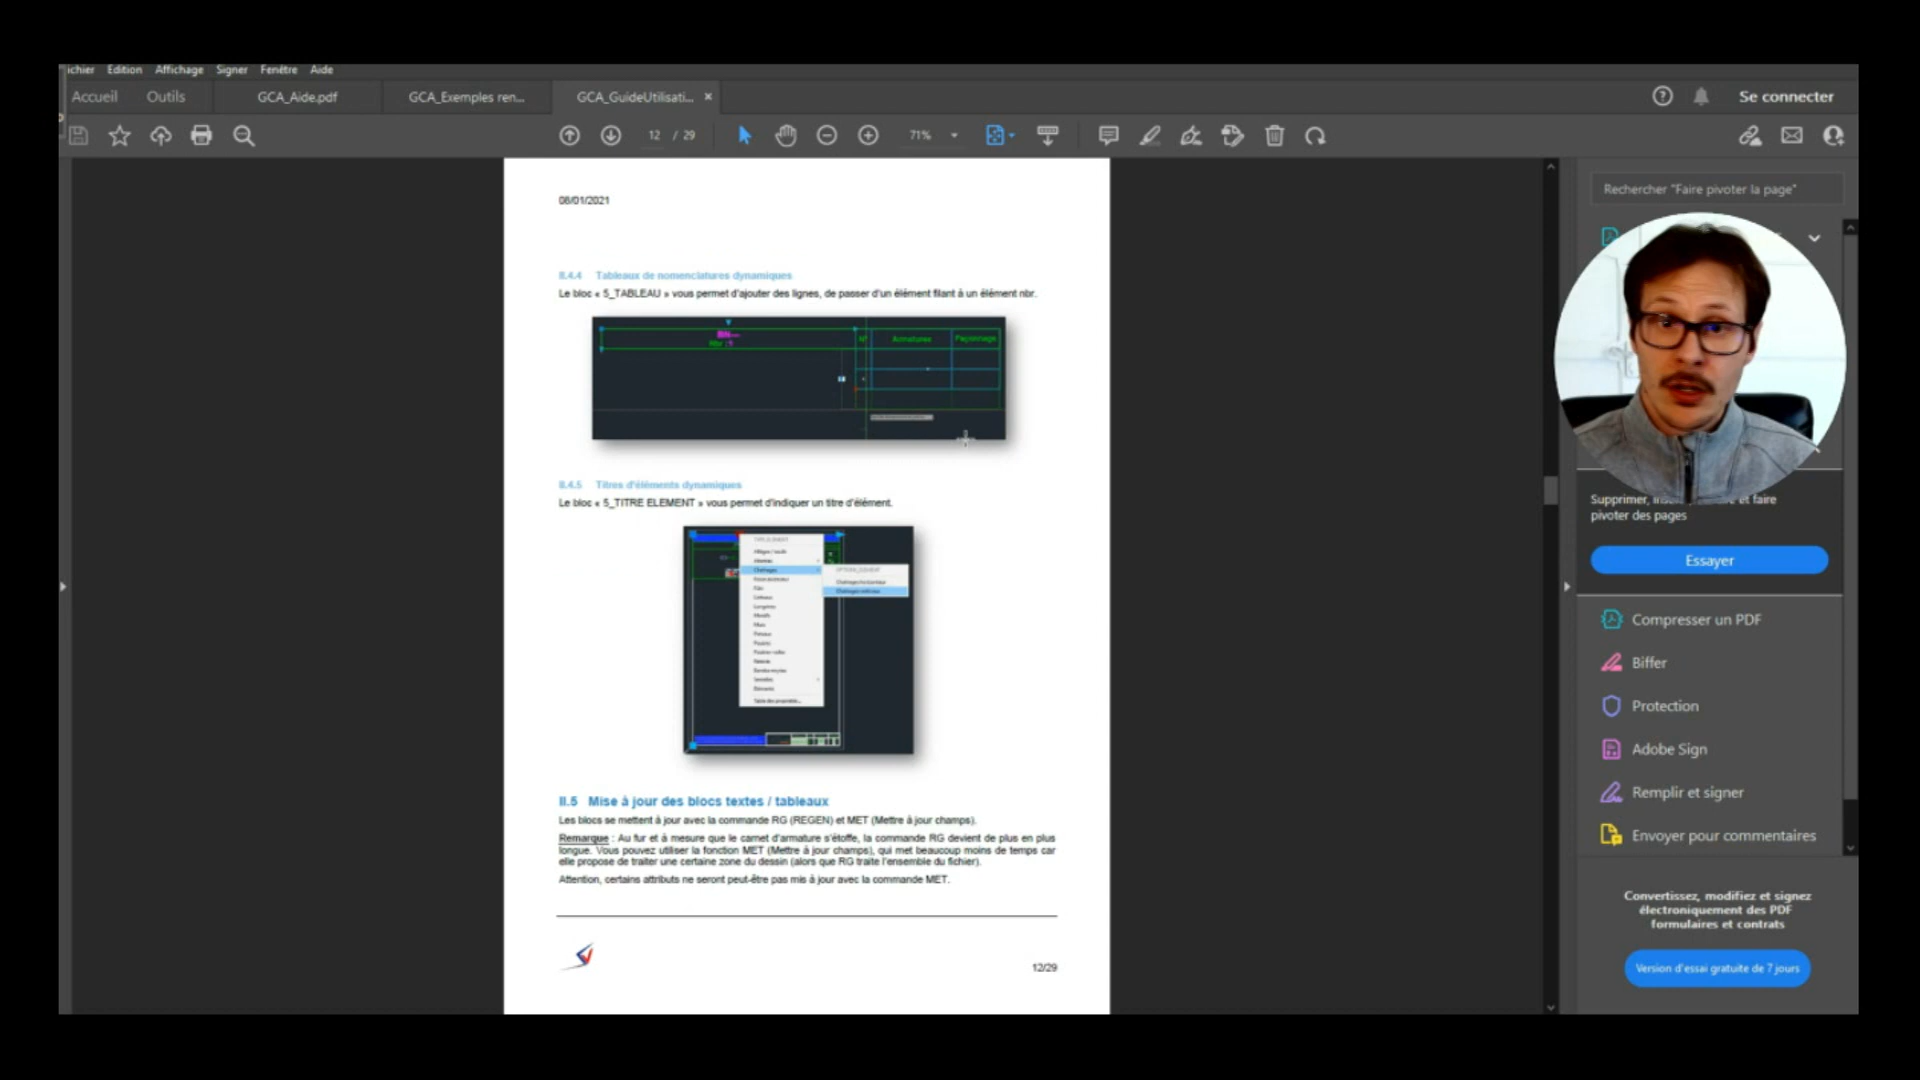 ichier Edition Affichage Signer Fenêtre Aide
Accueil Outils GCA_Aide.pdf GCA_Exemples ren... GCA_GuideUtilisati... × Se connecter
12 / 29 71%
08/01/2021
II.4.4 Tableaux de nomenclatures dynamiques
Le bloc « 5_TABLEAU » vous permet d'ajouter des lignes, de passer d'un élément filant à un élément nbr.
N° Armatures Façonnage
II.4.5 Titres d'éléments dynamiques
Le bloc « 5_TITRE ELEMENT » vous permet d'indiquer un titre d'élément.
II.5 Mise à jour des blocs textes / tableaux
Les blocs se mettent à jour avec la commande RG (REGEN) et MET (Mettre à jour champs).
Remarque : Au fur et à mesure que le carnet d'armature s'étoffe, la commande RG devient de plus en plus
longue. Vous pouvez utiliser la fonction MET (Mettre à jour champs), qui met beaucoup moins de temps car
elle propose de traiter une certaine zone du dessin (alors que RG traite l'ensemble du fichier).
Attention, certains attributs ne seront peut-être pas mis à jour avec la commande MET.
12/29
Rechercher "Faire pivoter la page"
Supprimer, et faire
pivoter des pages
Essayer
Compresser un PDF
Biffer
Protection
Adobe Sign
Remplir et signer
Envoyer pour commentaires
Convertissez, modifiez et signez
électroniquement des PDF
formulaires et contrats
Version d'essai gratuite de 7 jours